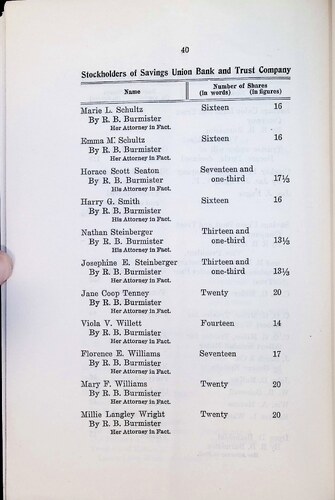 40
Stockholders of Savings Union Bank and Trust Company
Name Number of Shares
(in words) (in figures)
Marie L. Schultz Sixteen 16
By R. B. Burmister
Her Attorney in Fact.
Emma M. Schultz Sixteen 16
By R. B. Burmister
Her Attorney in Fact.
Horace Scott Seaton Seventeen and
By R. B. Burmister one-third 17⅓
His Attorney in Fact.
Harry G. Smith Sixteen 16
By R. B. Burmister
His Attorney in Fact.
Nathan Steinberger Thirteen and
By R. B. Burmister one-third 13⅓
His Attorney in Fact.
Josephine E. Steinberger Thirteen and
By R. B. Burmister one-third 13⅓
Her Attorney in Fact.
Jane Coop Tenney Twenty 20
By R. B. Burmister
Her Attorney in Fact.
Viola V. Willett Fourteen 14
By R. B. Burmister
Her Attorney in Fact.
Florence E. Williams Seventeen 17
By R. B. Burmister
Her Attorney in Fact.
Mary F. Williams Twenty 20
By R. B. Burmister
Her Attorney in Fact.
Millie Langley Wright Twenty 20
By R. B. Burmister
Her Attorney in Fact.